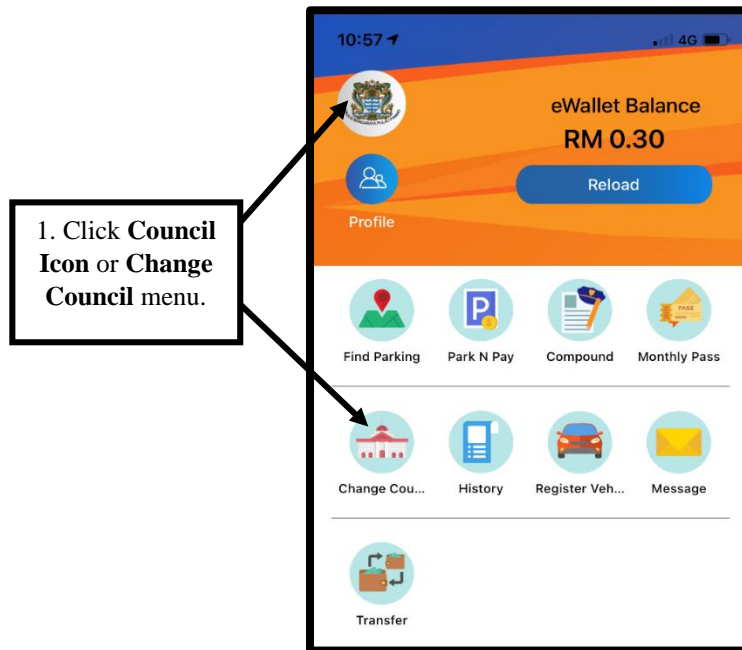 10:57
4G
eWallet Balance
RM 0.30
Reload
Profile
1. Click Council
Icon or Change
Council menu.
Find Parking
Park N Pay
Compound
Monthly Pass
Change Cou...
History
Register Veh...
Message
Transfer
P
PASS